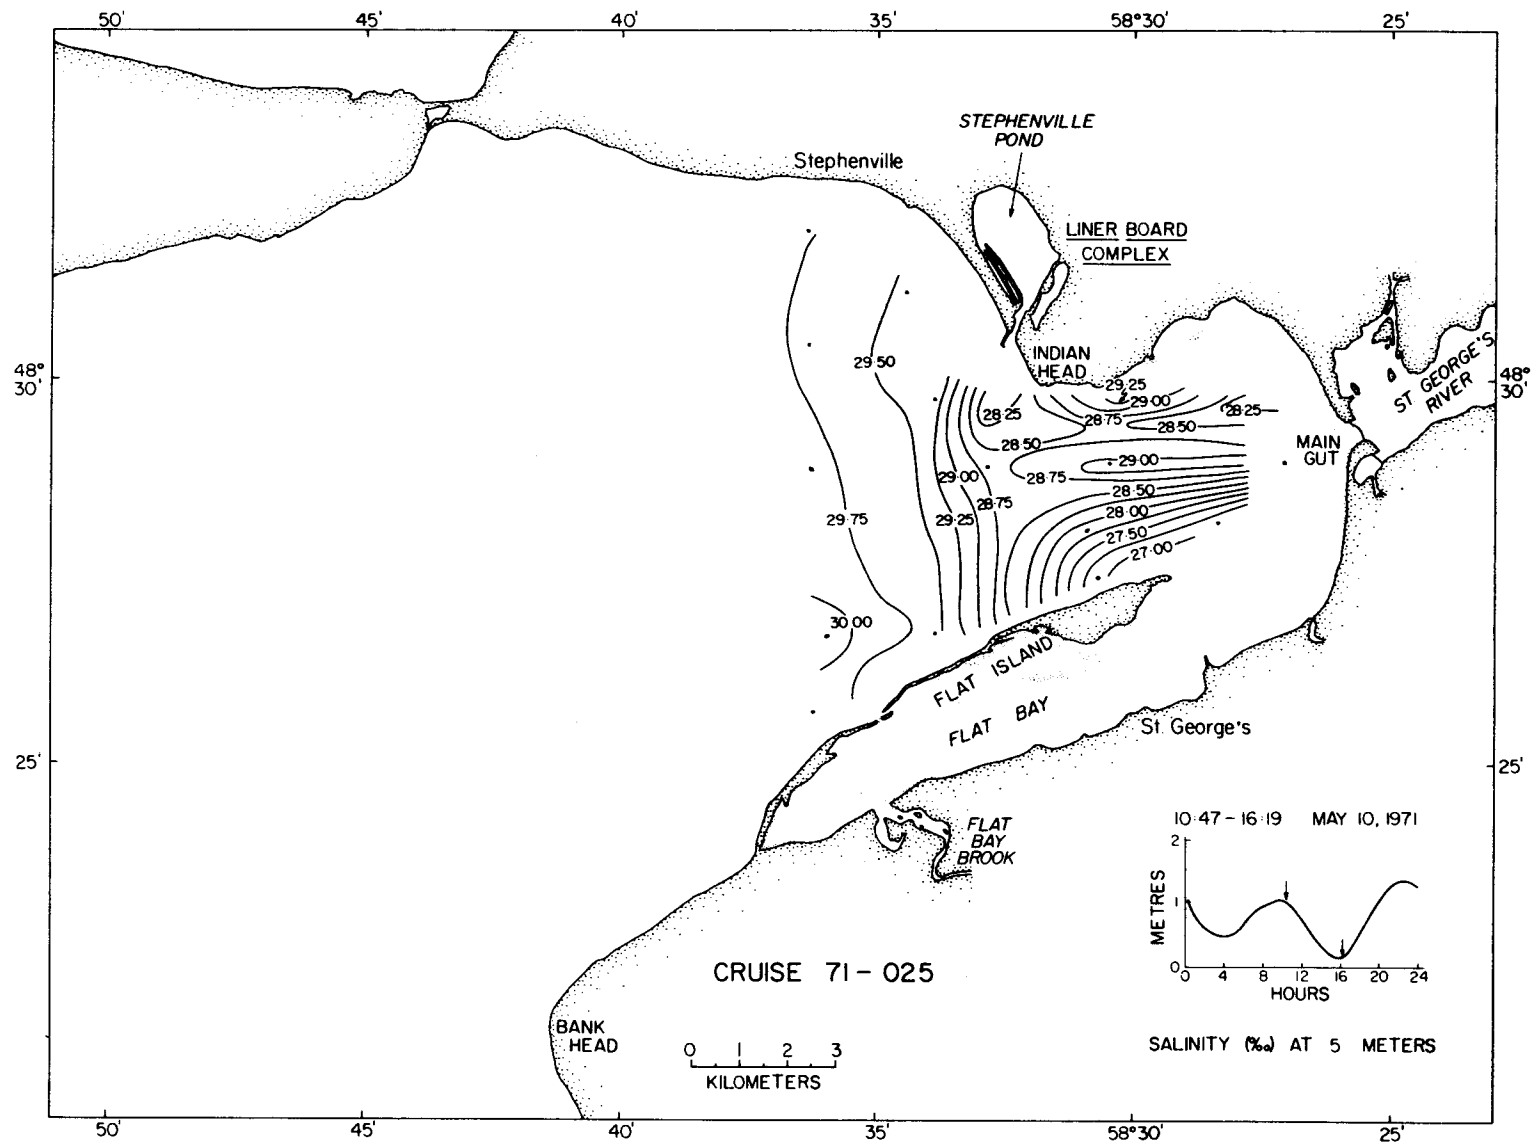 50' 45' 40' 35' 58°30' 25'
STEPHENVILLE
POND
Stephenville
LINER BOARD
COMPLEX
INDIAN
HEAD
ST GEORGE'S
RIVER
48°
30'
48°
30'
29·50
29·25
29·00
28·25
28·75
28·25
28·50
28·50
MAIN
GUT
29·00
29·00
28·75
28·50
28·75
28·00
29·75
29·25
27·50
27·00
30·00
FLAT ISLAND
FLAT BAY
St. George's
25'
25'
FLAT
BAY
BROOK
10·47 – 16·19 MAY 10, 1971
2
METRES
1
0
0 4 8 12 16 20 24
HOURS
CRUISE 71 – 025
BANK
HEAD
0 1 2 3
KILOMETERS
SALINITY (‰) AT 5 METERS
50' 45' 40' 35' 58°30' 25'